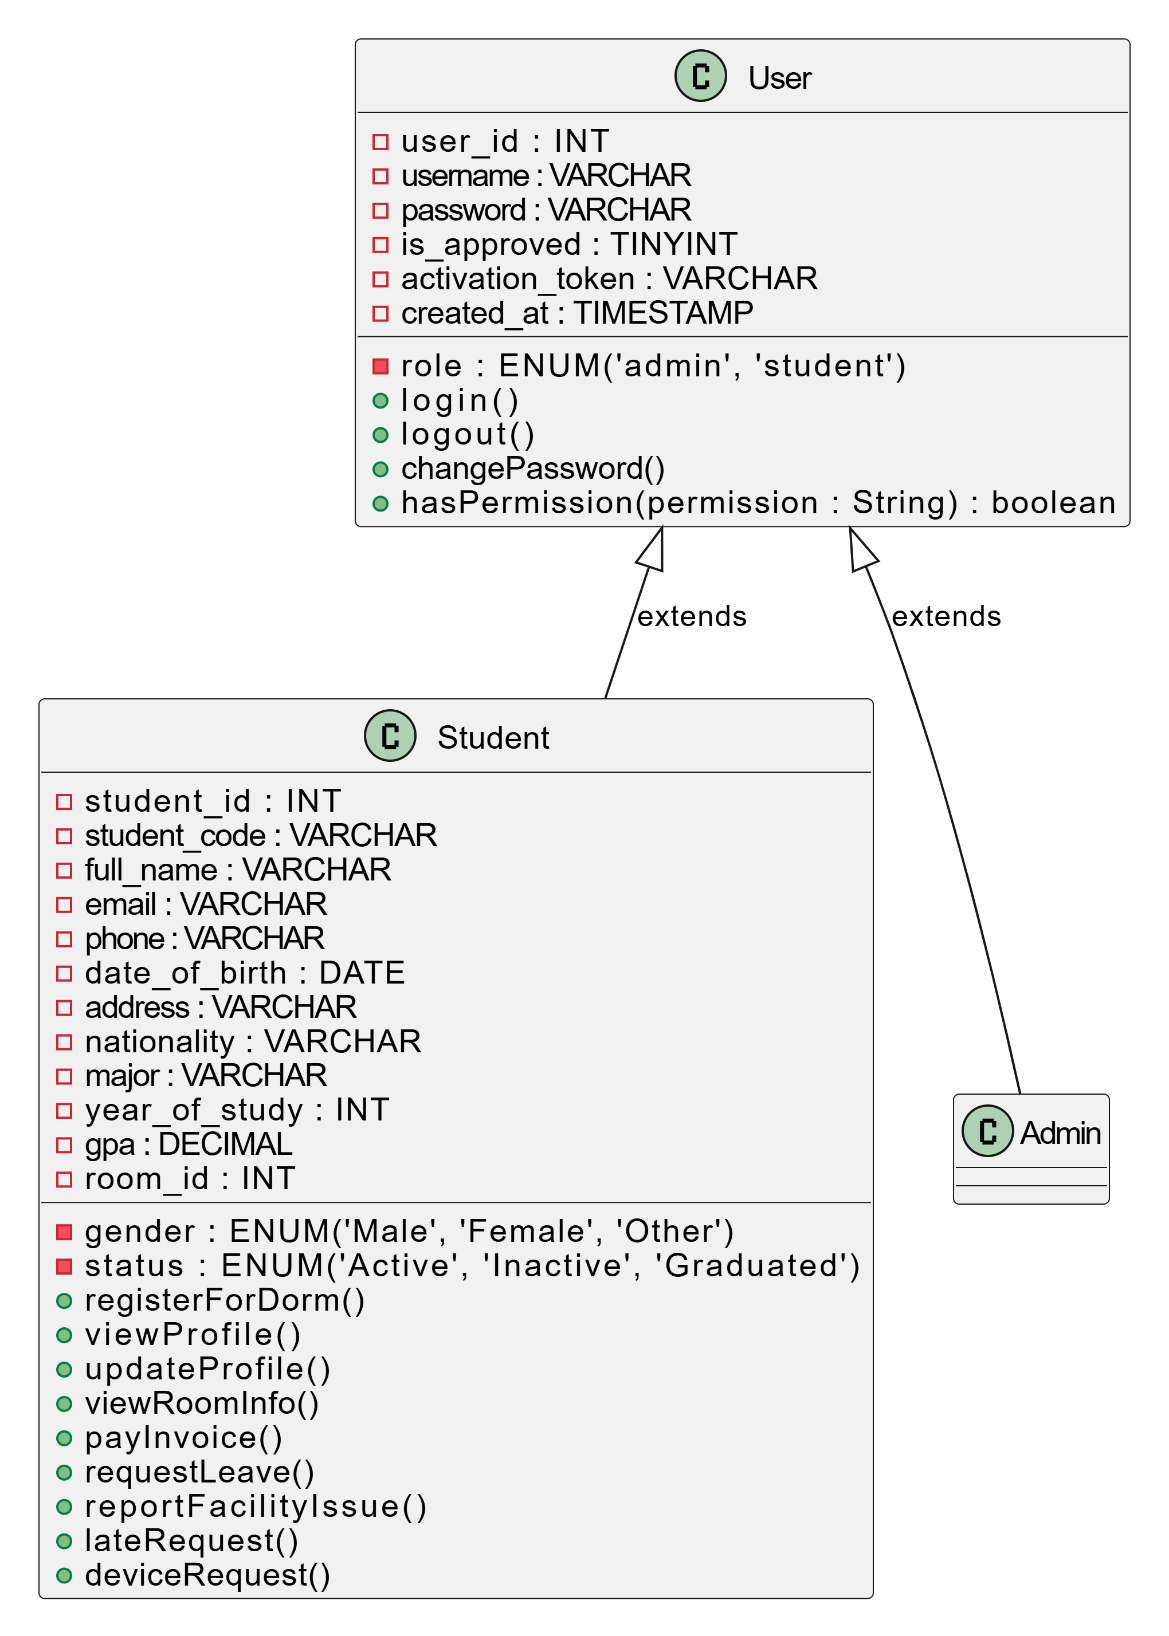 C User
user_id : INT
username : VARCHAR
password : VARCHAR
is_approved : TINYINT
activation_token : VARCHAR
created_at : TIMESTAMP
role : ENUM('admin', 'student')
login()
logout()
changePassword()
hasPermission(permission : String) : boolean
extends
extends
C Student
student_id : INT
student_code : VARCHAR
full_name : VARCHAR
email : VARCHAR
phone : VARCHAR
date_of_birth : DATE
address : VARCHAR
nationality : VARCHAR
major : VARCHAR
year_of_study : INT
gpa : DECIMAL
room_id : INT
gender : ENUM('Male', 'Female', 'Other')
status : ENUM('Active', 'Inactive', 'Graduated')
registerForDorm()
viewProfile()
updateProfile()
viewRoomInfo()
payInvoice()
requestLeave()
reportFacilityIssue()
lateRequest()
deviceRequest()
C Admin